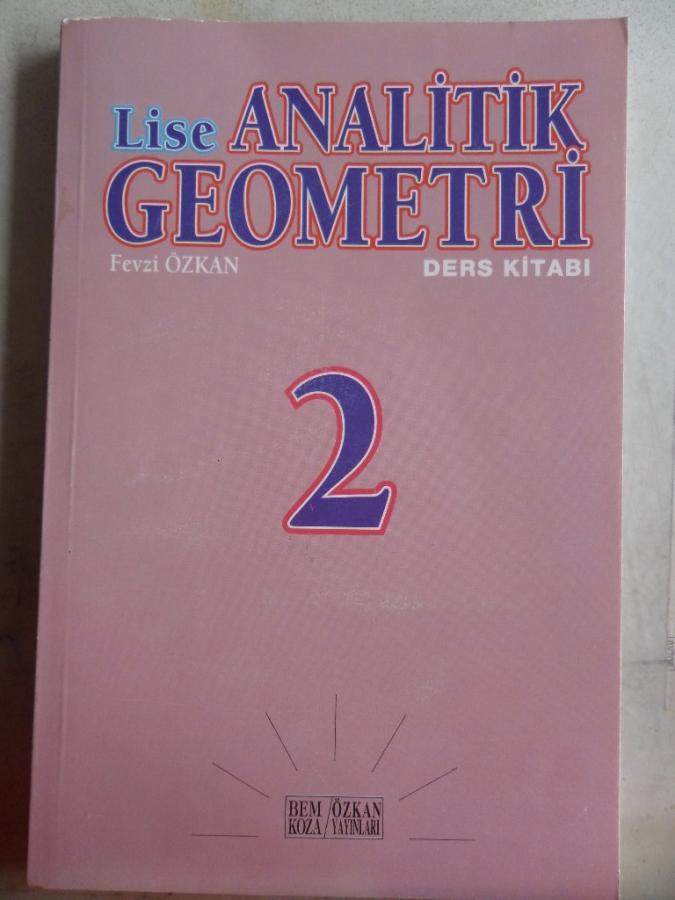 Lise ANALİTİK
GEOMETRİ
Fevzi ÖZKAN DERS KİTABI
2
BEM ÖZKAN
KOZA YAYINLARI